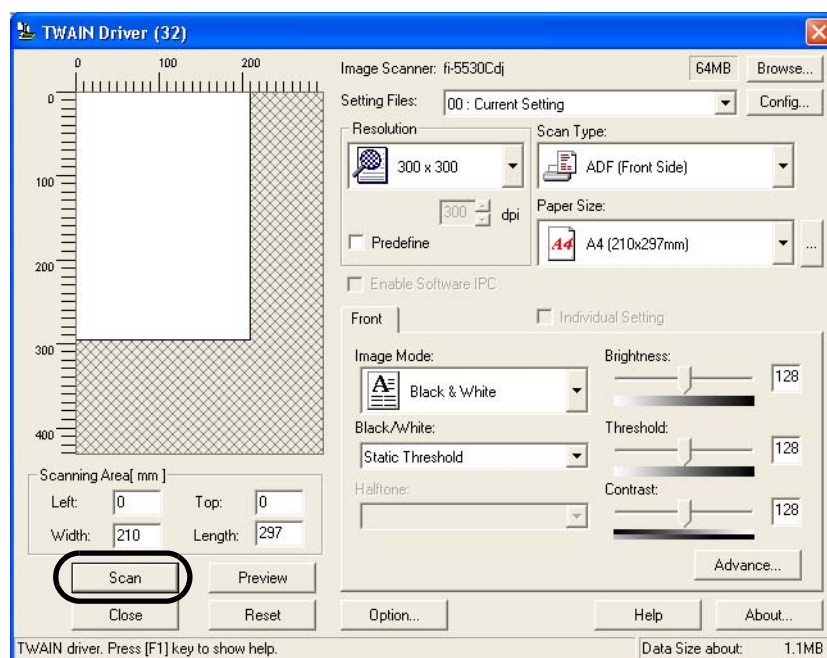 TWAIN Driver (32)
0 100 200
0
100
200
300
400
Image Scanner: fi-5530Cdj 64MB Browse...
Setting Files: 00 : Current Setting Config...
Resolution
300 x 300
300 dpi
Predefine
Scan Type:
ADF (Front Side)
Paper Size:
A4 A4 (210x297mm) ...
Enable Software IPC
Front
Individual Setting
Image Mode:
A Black & White
Black/White:
Static Threshold
Halftone:
Brightness:
128
Threshold:
128
Contrast:
128
Advance...
Scanning Area[ mm ]
Left: 0 Top: 0
Width: 210 Length: 297
Scan Preview
Close Reset
Option... Help About...
TWAIN driver. Press [F1] key to show help. Data Size about: 1.1MB